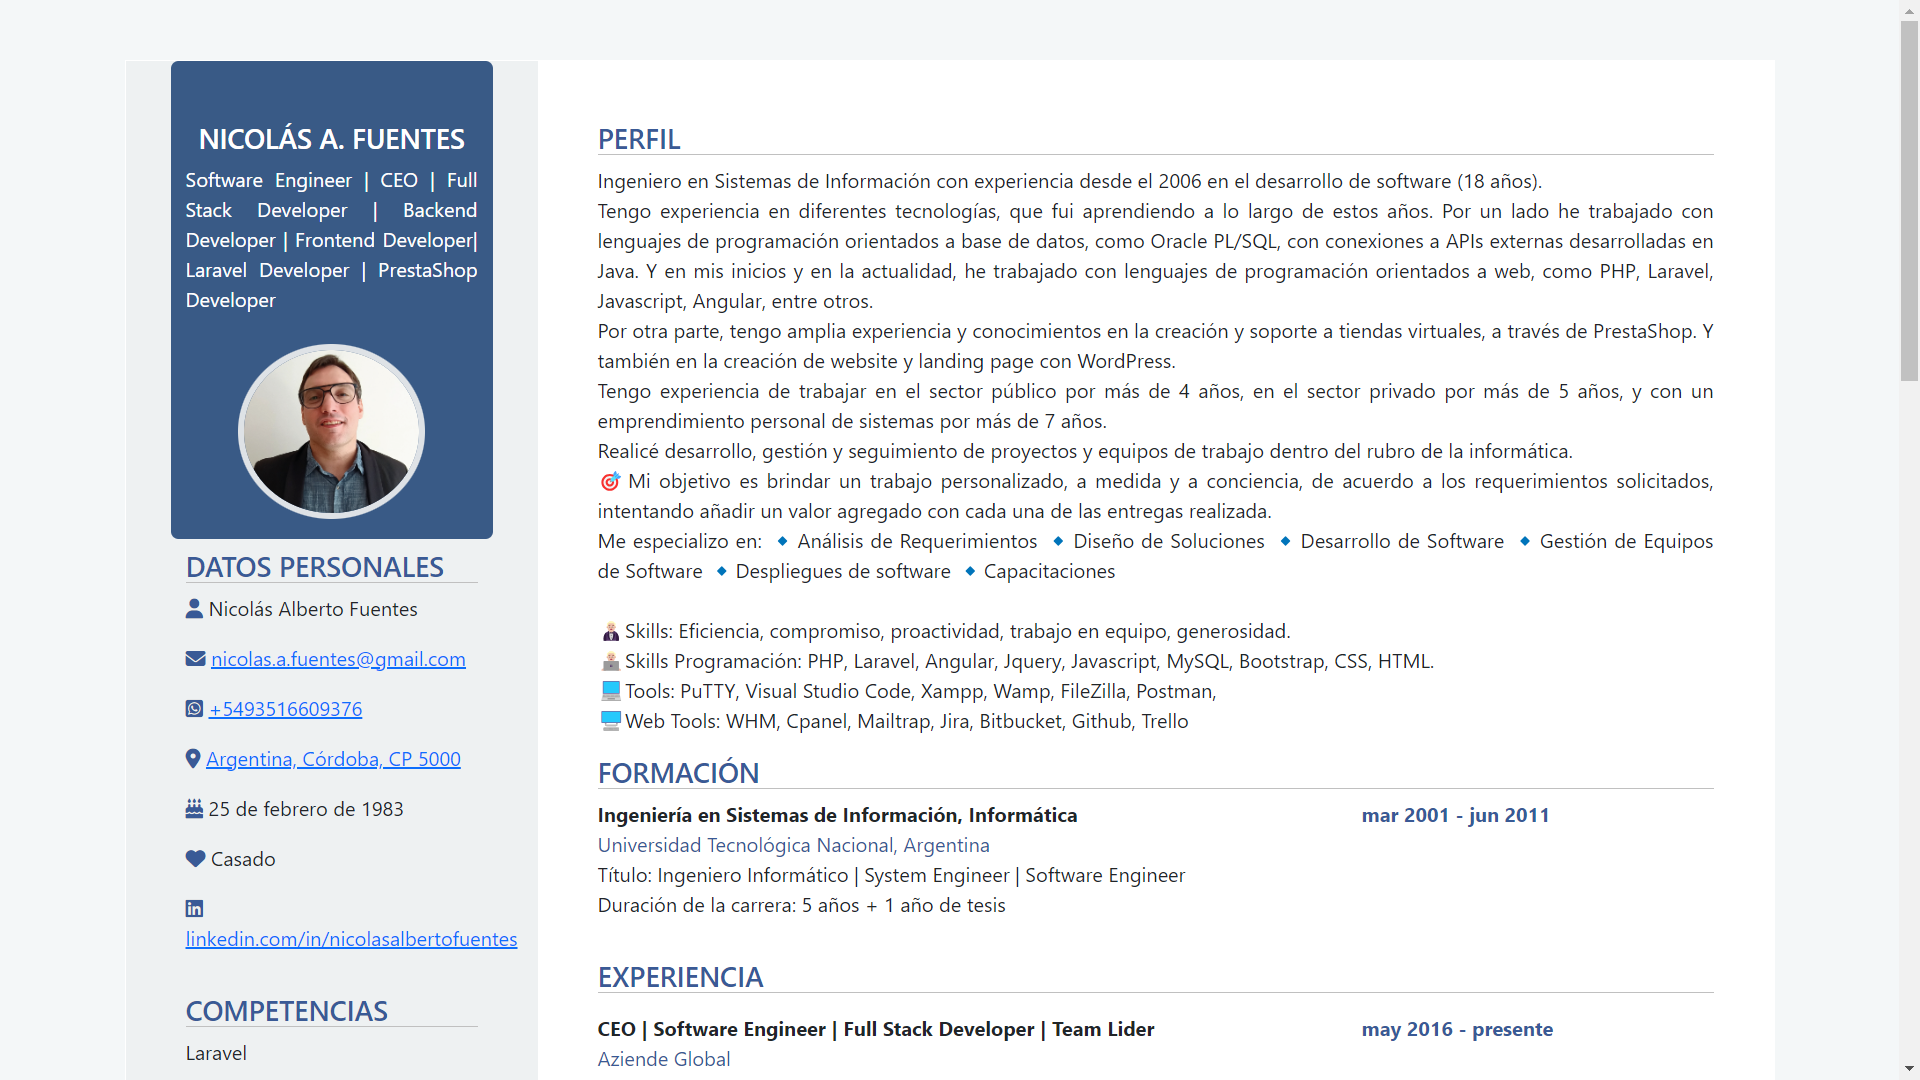 NICOLÁS A. FUENTES
Software Engineer | CEO | Full
Stack Developer | Backend
Developer | Frontend Developer|
Laravel Developer | PrestaShop
Developer
DATOS PERSONALES
Nicolás Alberto Fuentes
nicolas.a.fuentes@gmail.com
+5493516609376
Argentina, Córdoba, CP 5000
25 de febrero de 1983
Casado
linkedin.com/in/nicolasalbertofuentes
COMPETENCIAS
Laravel
PERFIL
Ingeniero en Sistemas de Información con experiencia desde el 2006 en el desarrollo de software (18 años).
Tengo experiencia en diferentes tecnologías, que fui aprendiendo a lo largo de estos años. Por un lado he trabajado con
lenguajes de programación orientados a base de datos, como Oracle PL/SQL, con conexiones a APIs externas desarrolladas en
Java. Y en mis inicios y en la actualidad, he trabajado con lenguajes de programación orientados a web, como PHP, Laravel,
Javascript, Angular, entre otros.
Por otra parte, tengo amplia experiencia y conocimientos en la creación y soporte a tiendas virtuales, a través de PrestaShop. Y
también en la creación de website y landing page con WordPress.
Tengo experiencia de trabajar en el sector público por más de 4 años, en el sector privado por más de 5 años, y con un
emprendimiento personal de sistemas por más de 7 años.
Realicé desarrollo, gestión y seguimiento de proyectos y equipos de trabajo dentro del rubro de la informática.
🎯 Mi objetivo es brindar un trabajo personalizado, a medida y a conciencia, de acuerdo a los requerimientos solicitados,
intentando añadir un valor agregado con cada una de las entregas realizada.
Me especializo en: 🔹 Análisis de Requerimientos 🔹 Diseño de Soluciones 🔹 Desarrollo de Software 🔹 Gestión de Equipos
de Software 🔹 Despliegues de software 🔹 Capacitaciones
Skills: Eficiencia, compromiso, proactividad, trabajo en equipo, generosidad.
Skills Programación: PHP, Laravel, Angular, Jquery, Javascript, MySQL, Bootstrap, CSS, HTML.
Tools: PuTTY, Visual Studio Code, Xampp, Wamp, FileZilla, Postman,
Web Tools: WHM, Cpanel, Mailtrap, Jira, Bitbucket, Github, Trello
FORMACIÓN
Ingeniería en Sistemas de Información, Informática mar 2001 - jun 2011
Universidad Tecnológica Nacional, Argentina
Título: Ingeniero Informático | System Engineer | Software Engineer
Duración de la carrera: 5 años + 1 año de tesis
EXPERIENCIA
CEO | Software Engineer | Full Stack Developer | Team Lider may 2016 - presente
Aziende Global